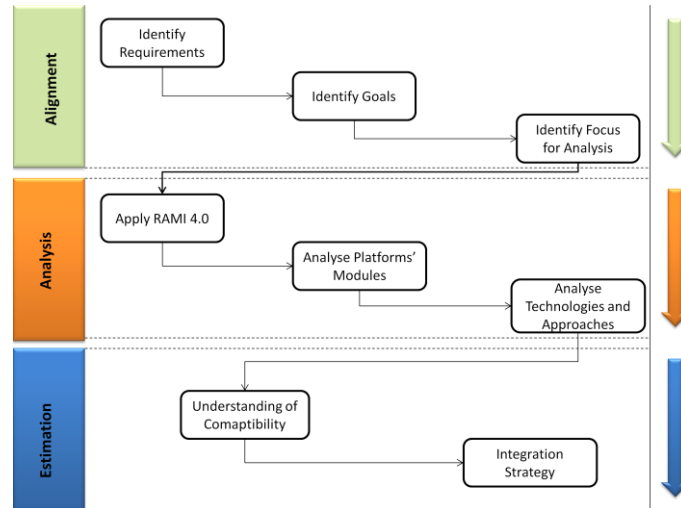 Alignment
Identify
Requirements
Identify Goals
Identify Focus
for Analysis
Analysis
Apply RAMI 4.0
Analyse Platforms’
Modules
Analyse
Technologies and
Approaches
Estimation
Understanding of
Comaptibility
Integration
Strategy